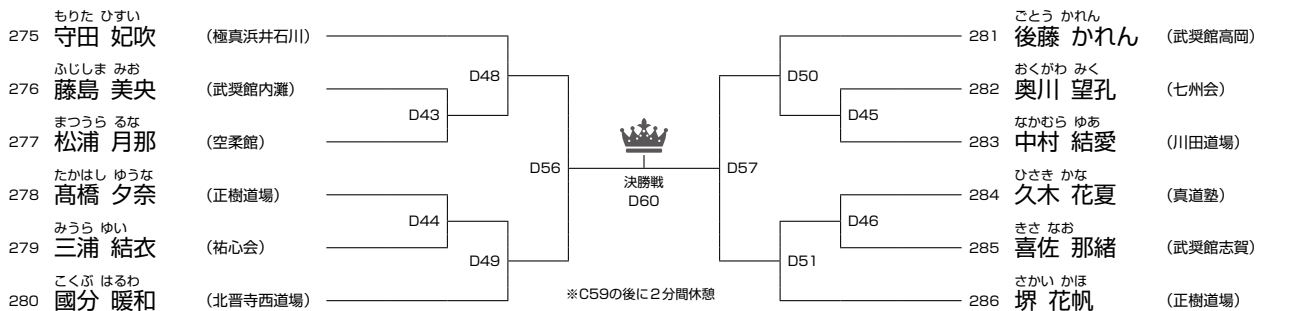 もりた ひすい
275 守田 妃吹 （極真浜井石川）
ふじしま みお
276 藤島 美央 （武奨館内灘）
まつうら るな
277 松浦 月那 （空柔館）
たかはし ゆうな
278 髙橋 夕奈 （正樹道場）
みうら ゆい
279 三浦 結衣 （祐心会）
こくぶ はるわ
280 國分 暖和 （北晋寺西道場）
D48
D43
D56
D44
D49
決勝戦
D60
※C59の後に2分間休憩
D50
D45
D57
D46
D51
ごとう かれん
281 後藤 かれん （武奨館高岡）
おくがわ みく
282 奥川 望孔 （七州会）
なかむら ゆあ
283 中村 結愛 （川田道場）
ひさき かな
284 久木 花夏 （真道塾）
きさ なお
285 喜佐 那緒 （武奨館志賀）
さかい かほ
286 堺 花帆 （正樹道場）